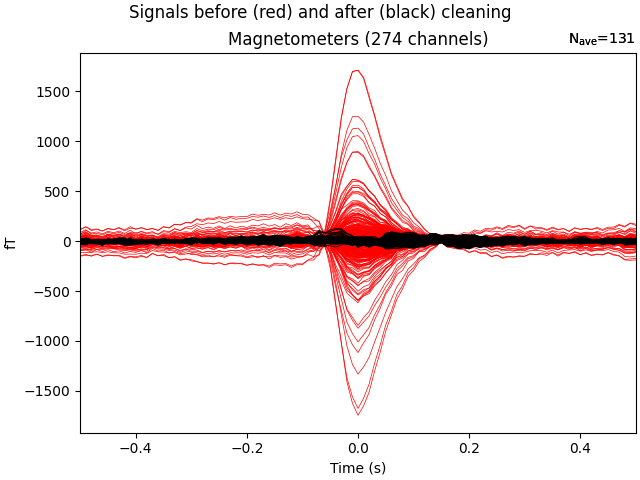 Signals before (red) and after (black) cleaning
Magnetometers (274 channels)
Nave=131
1500
1000
500
0
−500
−1000
−1500
fT
−0.4
−0.2
0.0
0.2
0.4
Time (s)